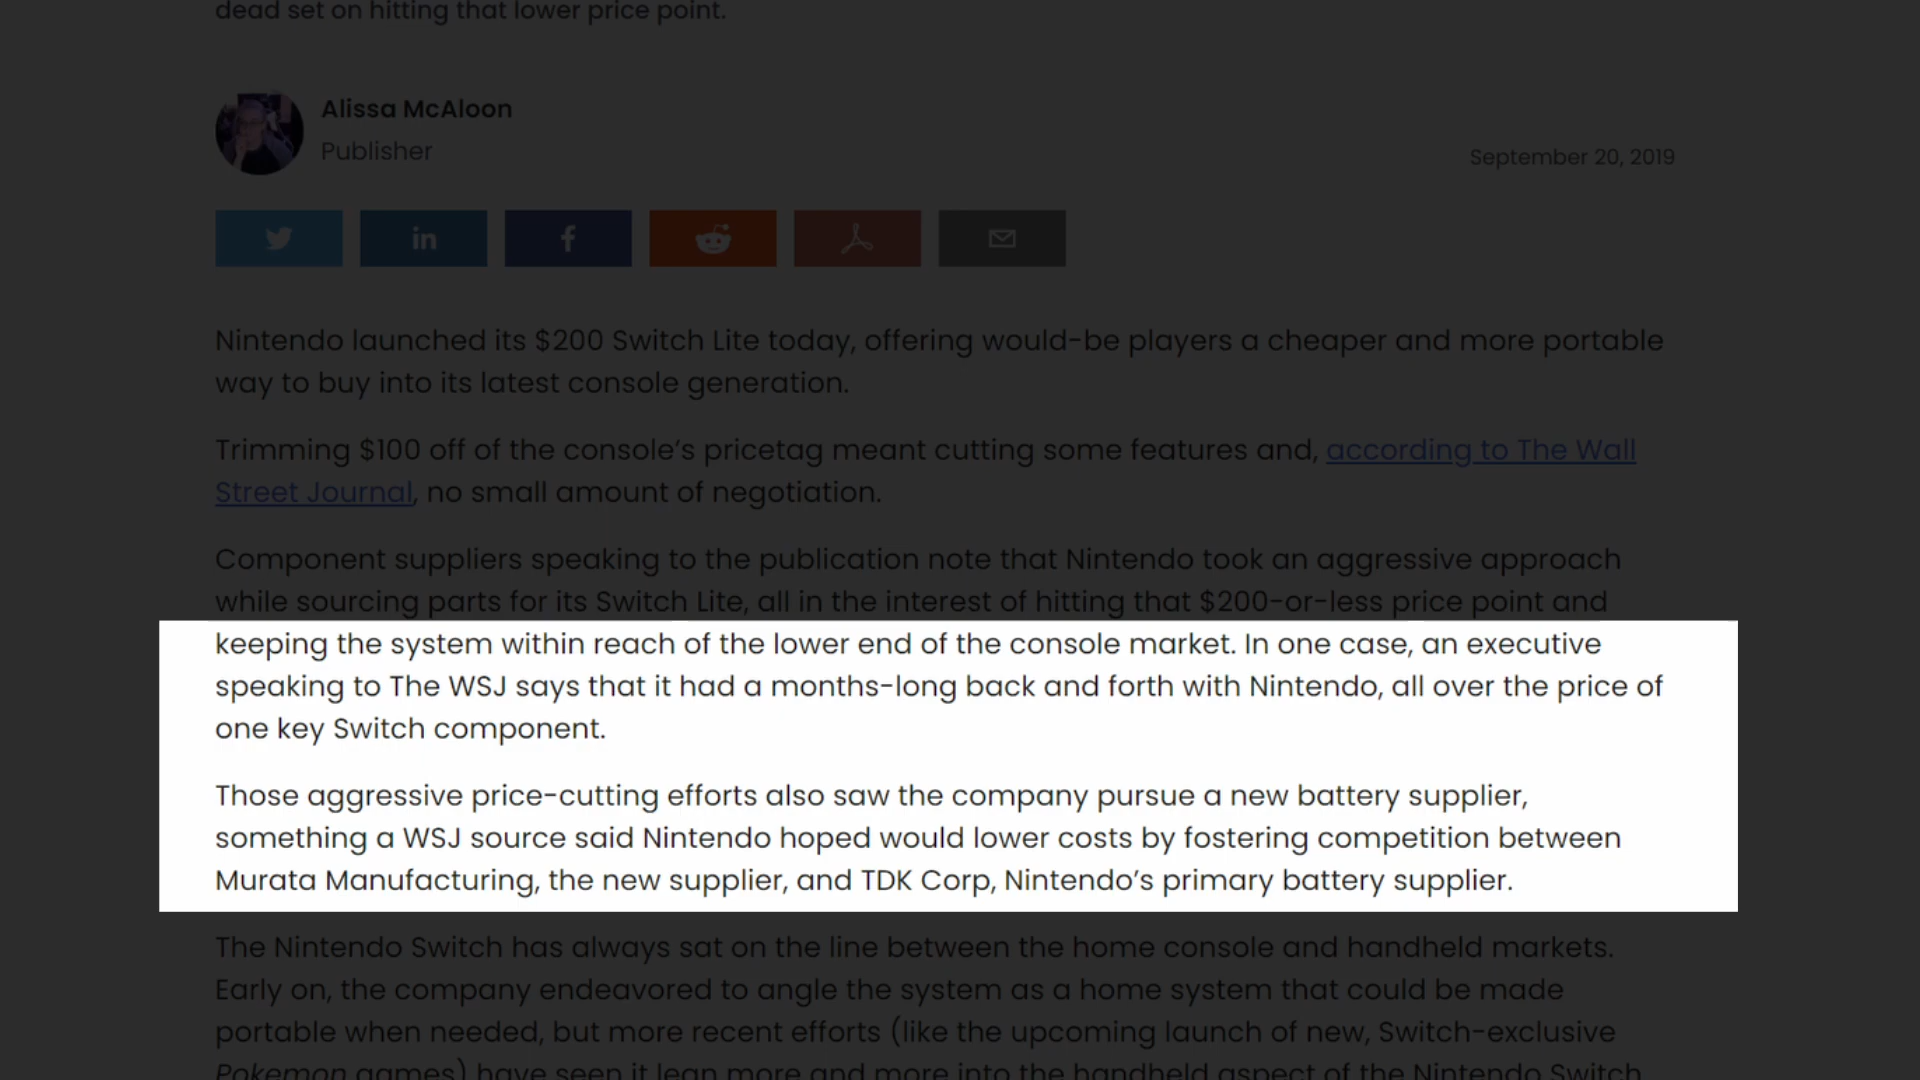 dead set on hitting that lower price point.
Alissa McAloon
Publisher
September 20, 2019
in
f
Nintendo launched its $200 Switch Lite today, offering would-be players a cheaper and more portable
way to buy into its latest console generation.
Trimming $100 off of the console’s pricetag meant cutting some features and, according to The Wall
Street Journal, no small amount of negotiation.
Component suppliers speaking to the publication note that Nintendo took an aggressive approach
while sourcing parts for its Switch Lite, all in the interest of hitting that $200-or-less price point and
keeping the system within reach of the lower end of the console market. In one case, an executive
speaking to The WSJ says that it had a months-long back and forth with Nintendo, all over the price of
one key Switch component.
Those aggressive price-cutting efforts also saw the company pursue a new battery supplier,
something a WSJ source said Nintendo hoped would lower costs by fostering competition between
Murata Manufacturing, the new supplier, and TDK Corp, Nintendo’s primary battery supplier.
The Nintendo Switch has always sat on the line between the home console and handheld markets.
Early on, the company endeavored to angle the system as a home system that could be made
portable when needed, but more recent efforts (like the upcoming launch of new, Switch-exclusive
Pokemon games) have seen it lean more and more into the handheld aspect of the Nintendo Switch